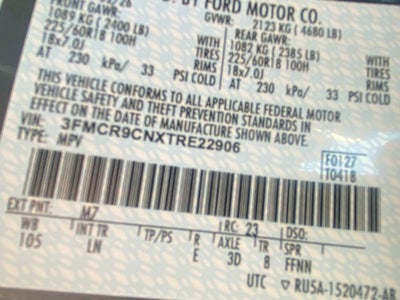 BY FORD MOTOR CO.
FRONT GAWR: GVWR: 2123 KG ( 4680 LB)
1089 KG ( 2400 LB) WITH REAR GAWR: WITH
225/60R18 100H TIRES 1082 KG ( 2385 LB) TIRES
18x7.0J RIMS 225/60R18 100H RIMS
AT 230 kPa/ 33 PSI COLD 18x7.0J
AT 230 kPa/ 33 PSI COLD
THIS VEHICLE CONFORMS TO ALL APPLICABLE FEDERAL MOTOR
VEHICLE SAFETY AND THEFT PREVENTION STANDARDS IN
EFFECT ON THE DATE OF MANUFACTURE SHOWN ABOVE.
VIN: 3FMCR9CNXTRE22906
TYPE: MPV
F0127
T0418
EXT PNT: M7 RC: 23 DSO:
WB INT TR TP/PS R AXLE TR SPR
105 LN E 3D 8 FFNN
UTC ▽ RU5A-1520472-AB